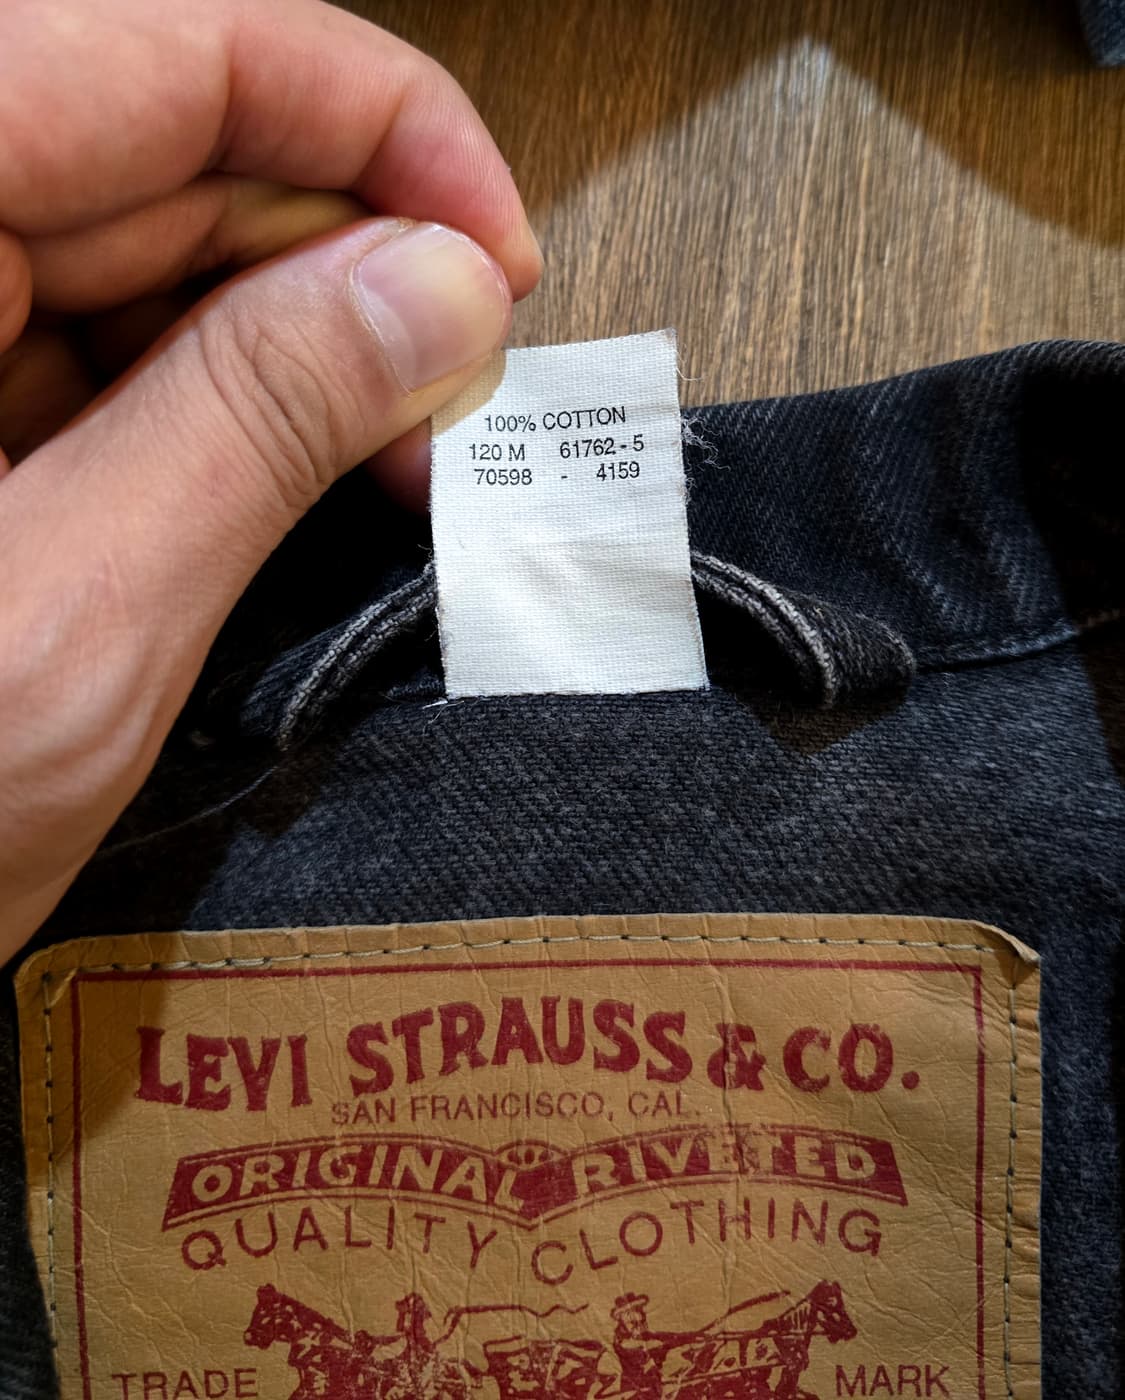 100% COTTON
120 M 61762-5
70598 - 4159
LEVI STRAUSS & CO.
SAN FRANCISCO, CAL.
ORIGINAL RIVETED
QUALITY CLOTHING
TRADE MARK